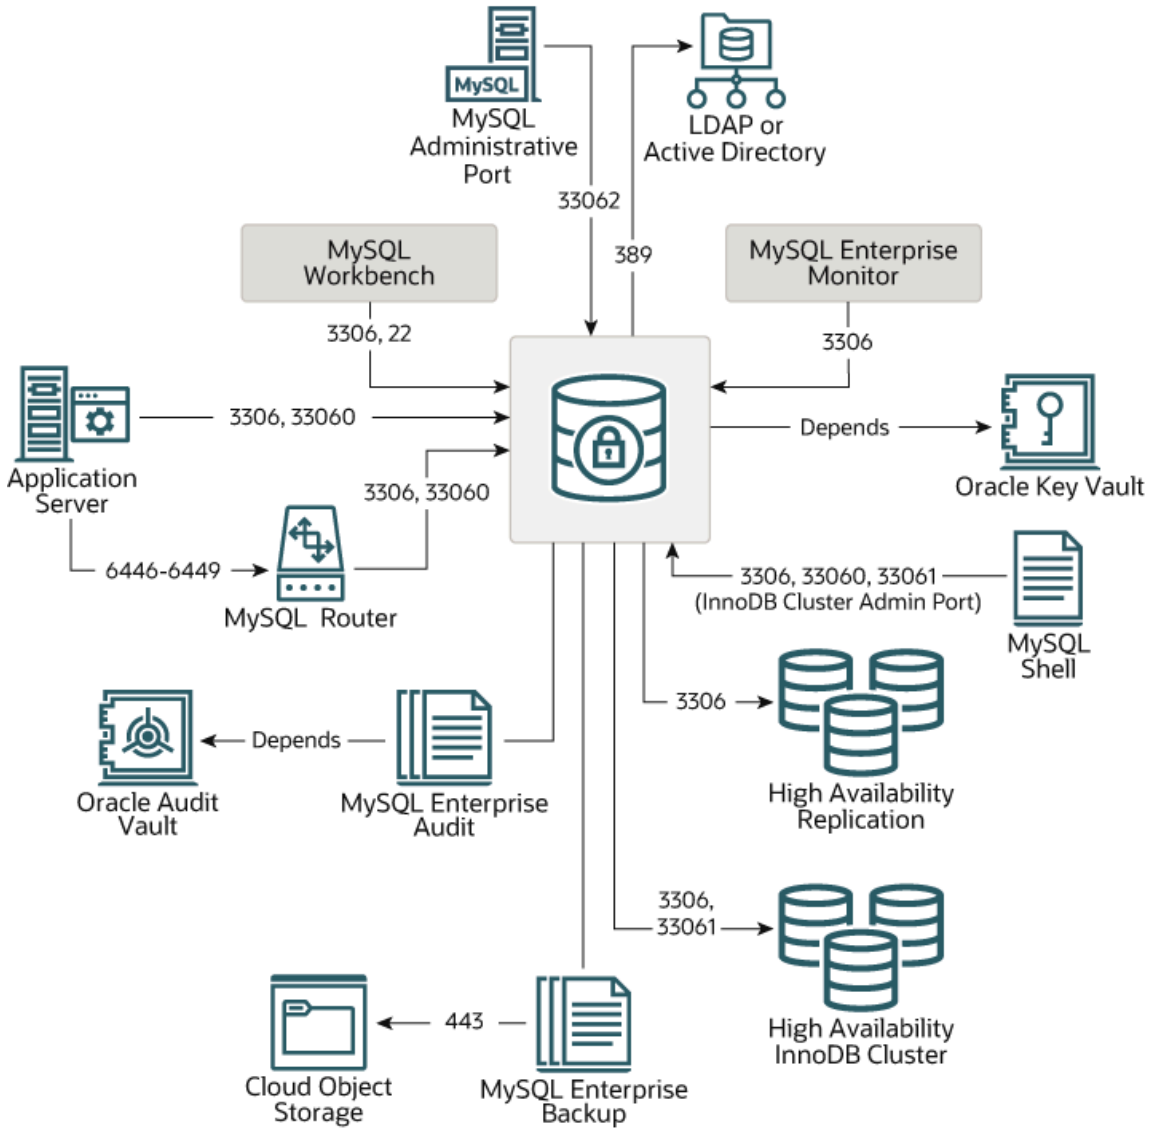 MySQL
MySQL
Administrative
Port
LDAP or
Active Directory
33062
389
MySQL
Workbench
MySQL Enterprise
Monitor
3306, 22
3306
3306, 33060
Depends
Application
Server
Oracle Key Vault
3306, 33060
6446-6449
MySQL Router
3306, 33060, 33061
(InnoDB Cluster Admin Port)
MySQL
Shell
3306
Depends
Oracle Audit
Vault
MySQL Enterprise
Audit
High Availability
Replication
3306,
33061
443
High Availability
InnoDB Cluster
Cloud Object
Storage
MySQL Enterprise
Backup